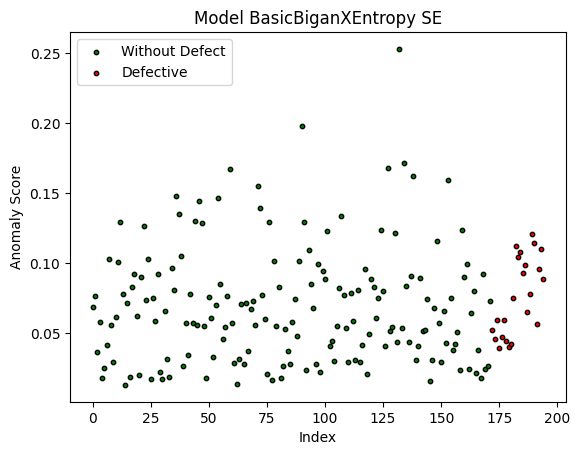 Model BasicBiganXEntropy SE
Without Defect
Defective
0.25
0.20
0.15
0.10
0.05
Anomaly Score
0 25 50 75 100 125 150 175 200
Index